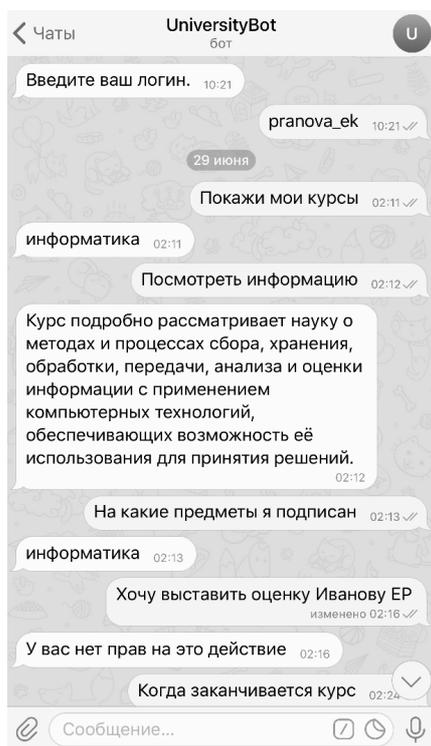 Чаты
UniversityBot
бот
U
Введите ваш логин. 10:21
pranova_ek 10:21
29 июня
Покажи мои курсы 02:11
информатика 02:11
Посмотреть информацию 02:12
Курс подробно рассматривает науку о
методах и процессах сбора, хранения,
обработки, передачи, анализа и оценки
информации с применением
компьютерных технологий,
обеспечивающих возможность её
использования для принятия решений.
02:12
На какие предметы я подписан 02:13
информатика 02:13
Хочу выставить оценку Иванову ЕР
изменено 02:16
У вас нет прав на это действие 02:16
Когда заканчивается курс 02:24
Сообщение...